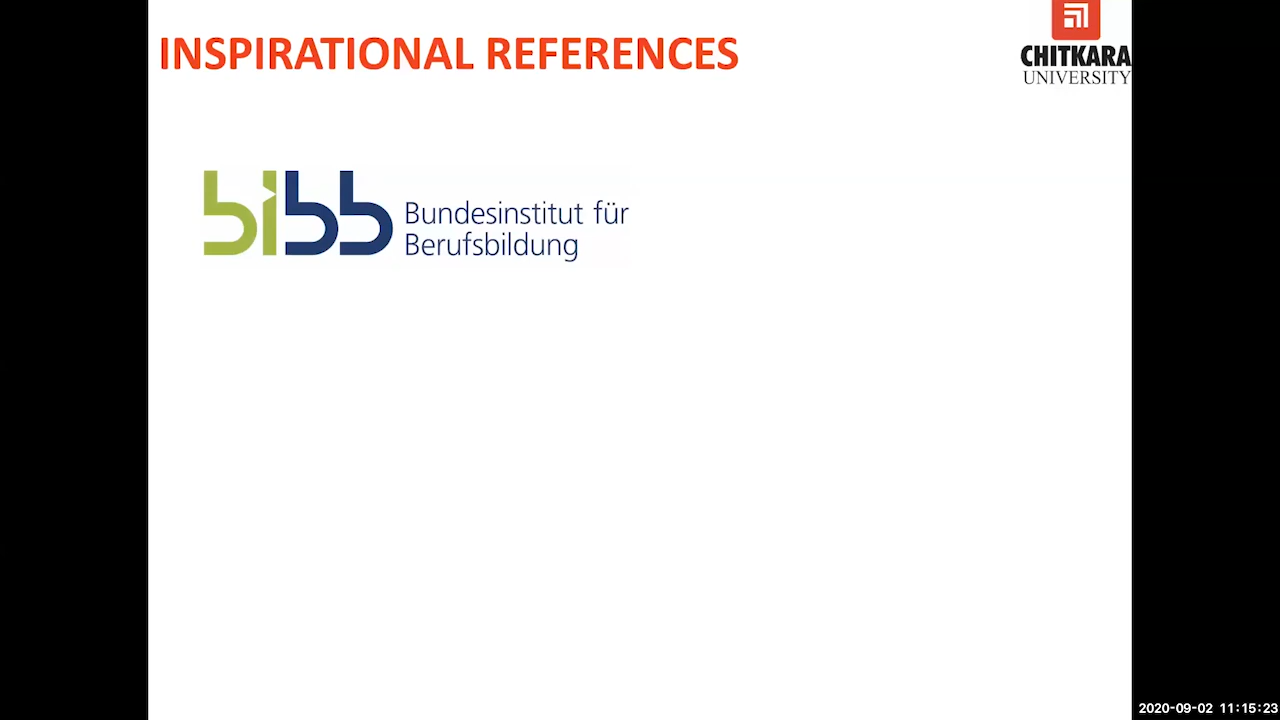 INSPIRATIONAL REFERENCES
CHITKARA
UNIVERSITY
bibb
Bundesinstitut für
Berufsbildung
2020-09-02 11:15:23